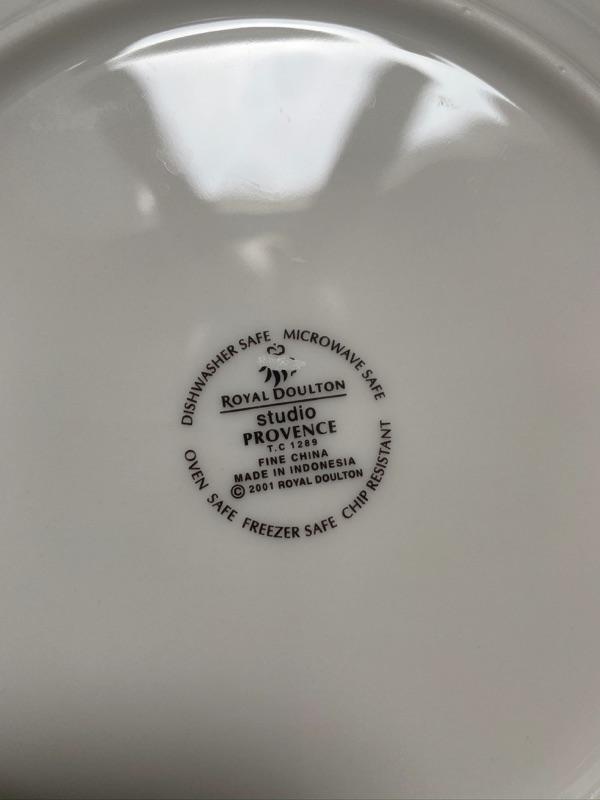 DISHWASHER SAFE MICROWAVE SAFE
ROYAL DOULTON
studio
PROVENCE
T.C 1289
FINE CHINA
MADE IN INDONESIA
© 2001 ROYAL DOULTON
OVEN SAFE FREEZER SAFE CHIP RESISTANT